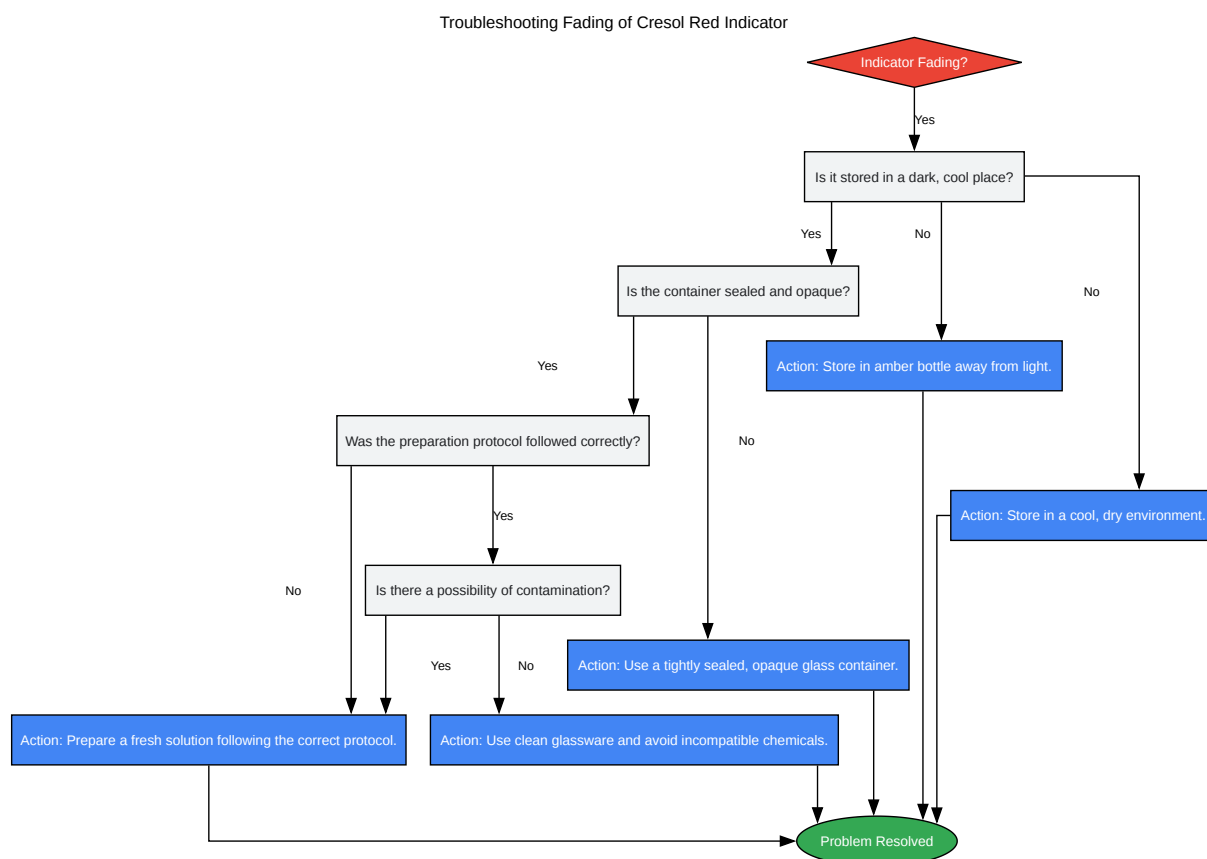 Troubleshooting Fading of Cresol Red Indicator
Indicator Fading?
Yes
Is it stored in a dark, cool place?
Yes
No
Is the container sealed and opaque?
No
Action: Store in amber bottle away from light.
Yes
Was the preparation protocol followed correctly?
No
Yes
Action: Store in a cool, dry environment.
No
Is there a possibility of contamination?
Yes
No
Action: Use a tightly sealed, opaque glass container.
Action: Prepare a fresh solution following the correct protocol.
Action: Use clean glassware and avoid incompatible chemicals.
Problem Resolved